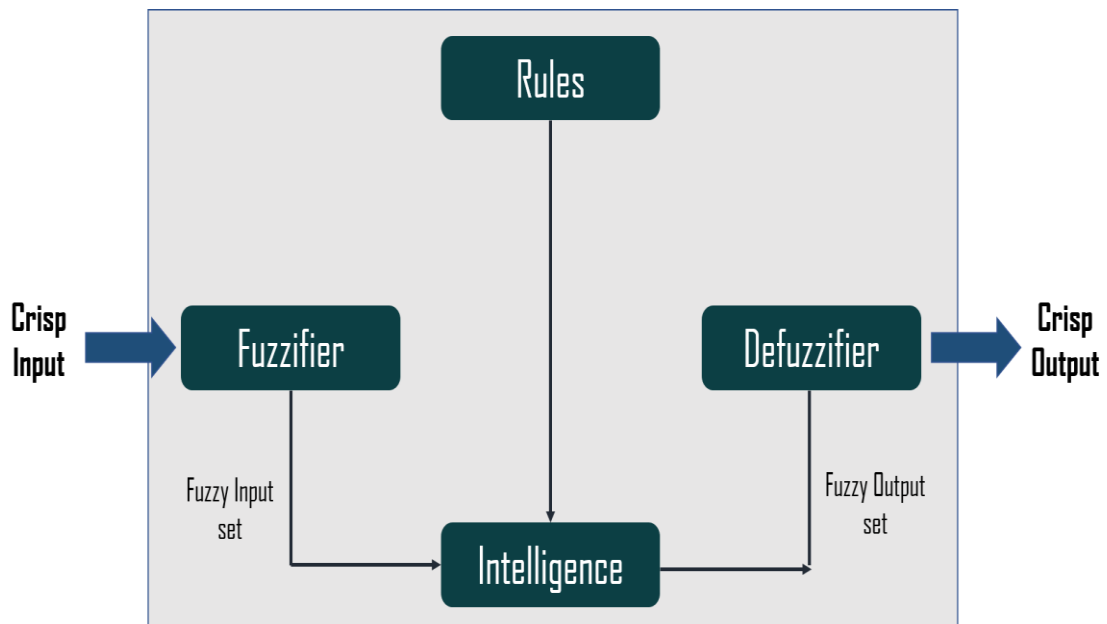 Rules
Crisp
Input
Fuzzifier
Defuzzifier
Crisp
Output
Fuzzy Input
set
Fuzzy Output
set
Intelligence